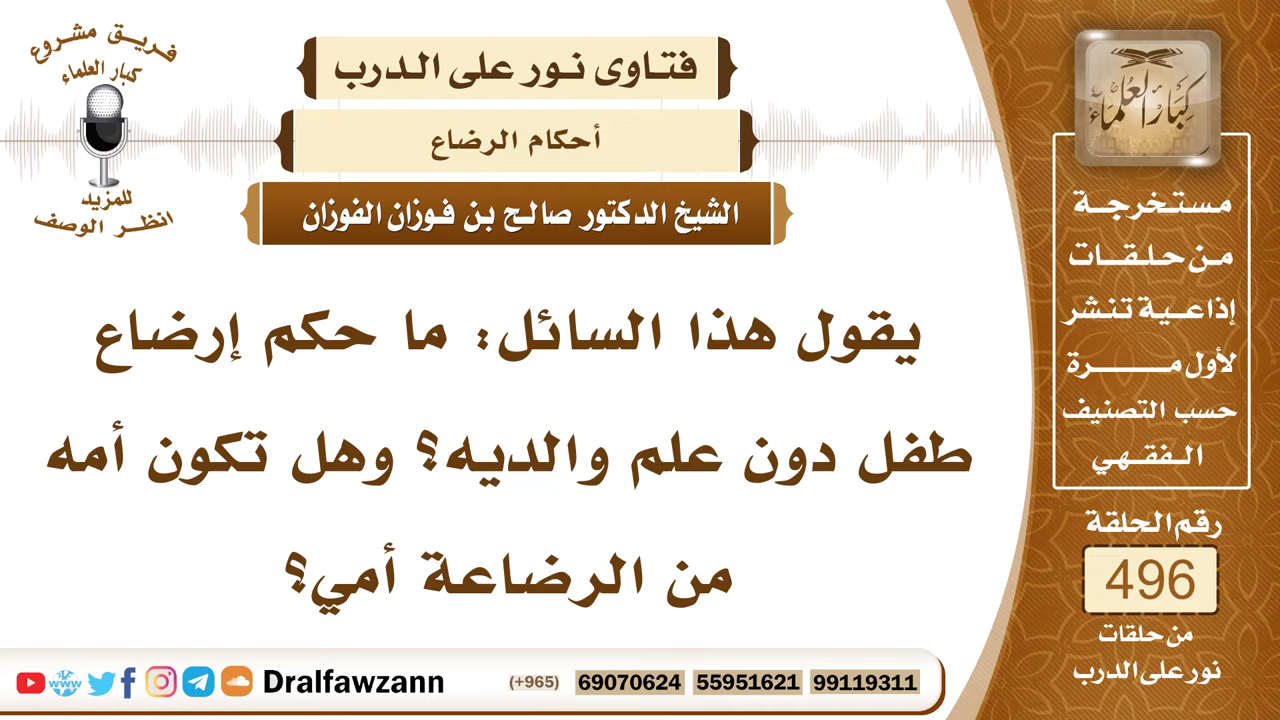 فريق مشروع
كبار العلماء
للمزيد
انظر الوصف
فتاوى نور على الدرب
أحكام الرضاع
الشيخ الدكتور صالح بن فوزان الفوزان
يقول هذا السائل: ما حكم إرضاع
طفل دون علم والديه؟ وهل تكون أمه
من الرضاعة أمي؟
كبار العلماء
مستخرجة
من حلقات
إذاعية تنشر
لأول مرة
حسب التصنيف
الفقهي
رقم الحلقة
496
من حلقات
نور على الدرب
www
Dralfawzann (+965) 69070624 55951621 99119311